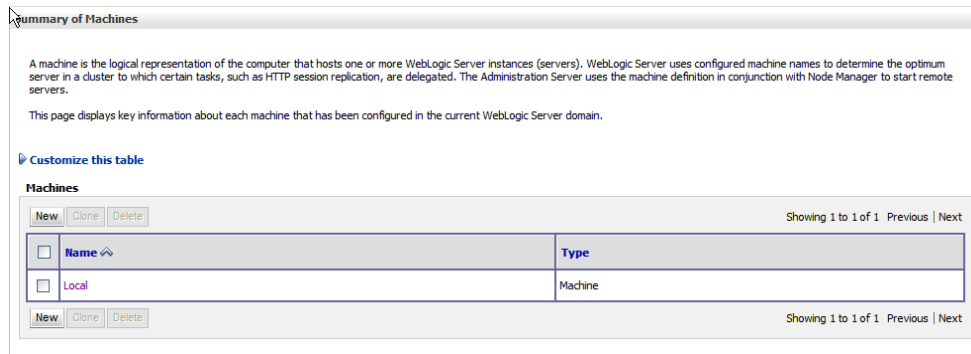 Summary of Machines
A machine is the logical representation of the computer that hosts one or more WebLogic Server instances (servers). WebLogic Server uses configured machine names to determine the optimum
server in a cluster to which certain tasks, such as HTTP session replication, are delegated. The Administration Server uses the machine definition in conjunction with Node Manager to start remote
servers.
This page displays key information about each machine that has been configured in the current WebLogic Server domain.
Customize this table
Machines
New Clone Delete Showing 1 to 1 of 1 Previous | Next
Name Type
Local Machine
New Clone Delete Showing 1 to 1 of 1 Previous | Next